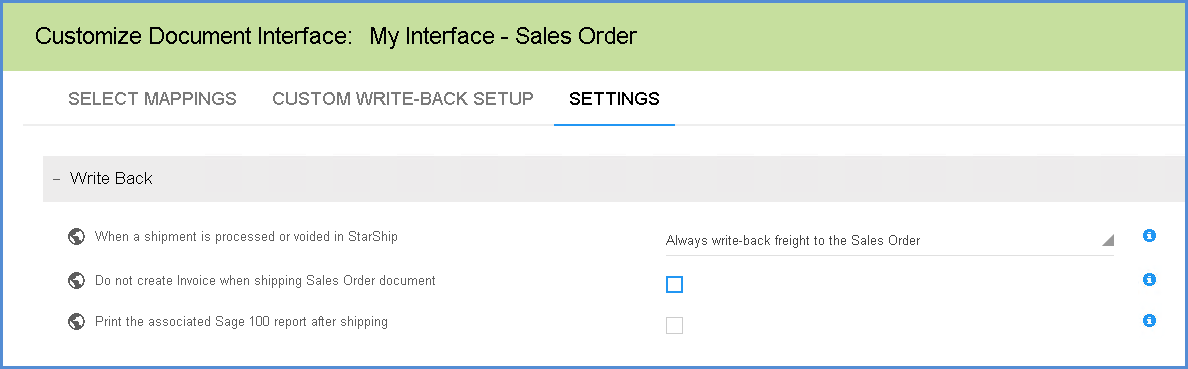 Customize Document Interface: My Interface - Sales Order
SELECT MAPPINGS CUSTOM WRITE-BACK SETUP SETTINGS
– Write Back
When a shipment is processed or voided in StarShip Always write-back freight to the Sales Order
Do not create Invoice when shipping Sales Order document
Print the associated Sage 100 report after shipping